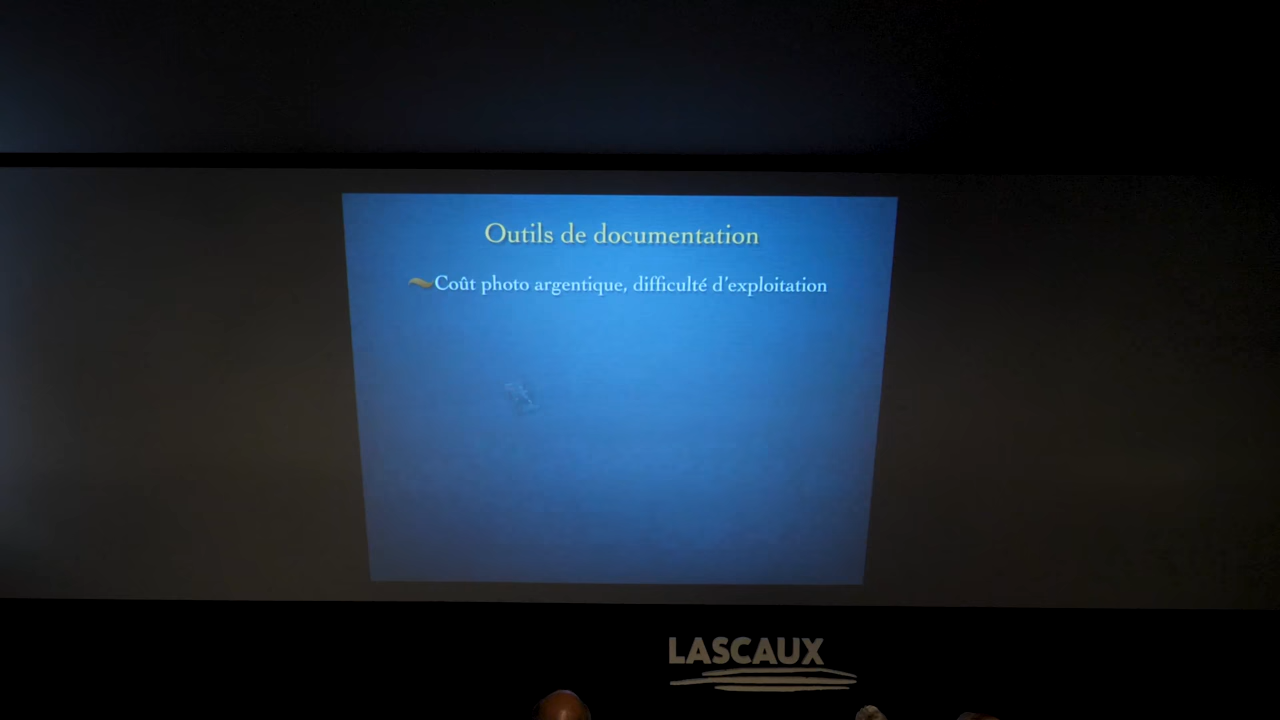 Outils de documentation
Coût photo argentique, difficulté d'exploitation
LASCAUX